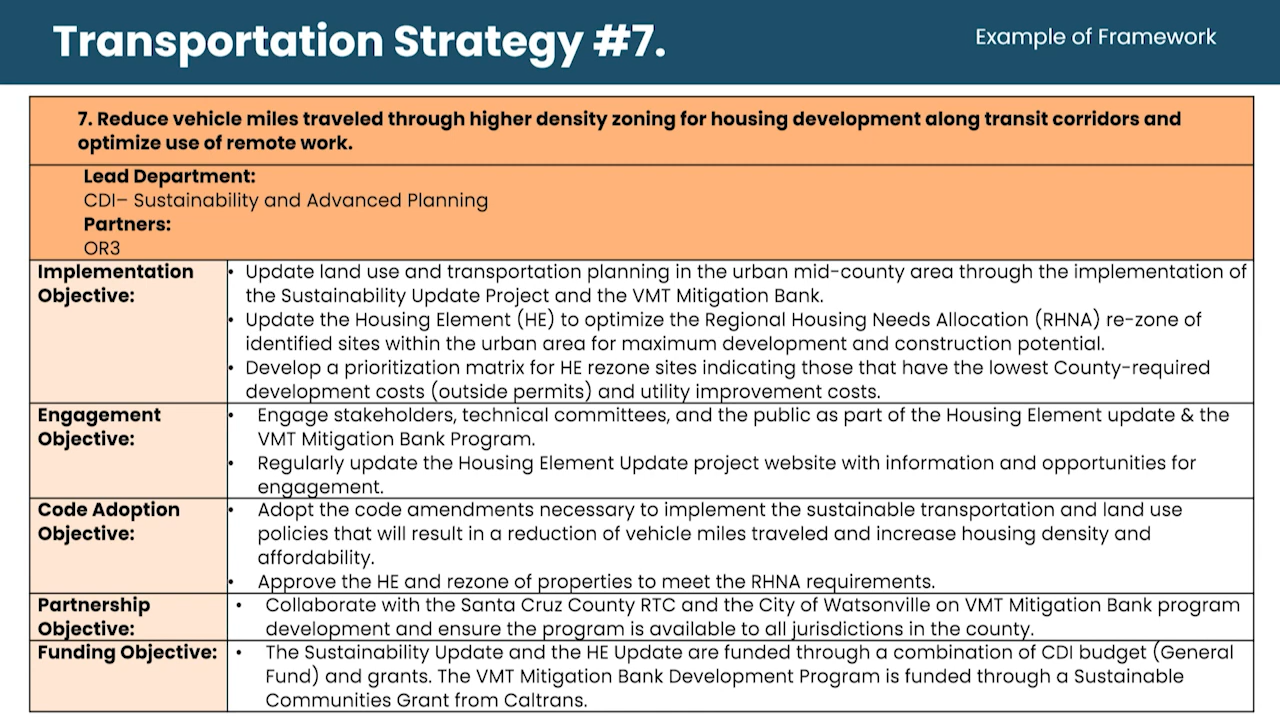 Transportation Strategy #7.
Example of Framework
7. Reduce vehicle miles traveled through higher density zoning for housing development along transit corridors and
optimize use of remote work.
Lead Department:
CDI– Sustainability and Advanced Planning
Partners:
OR3
Implementation
Objective:
• Update land use and transportation planning in the urban mid-county area through the implementation of
the Sustainability Update Project and the VMT Mitigation Bank.
• Update the Housing Element (HE) to optimize the Regional Housing Needs Allocation (RHNA) re-zone of
identified sites within the urban area for maximum development and construction potential.
• Develop a prioritization matrix for HE rezone sites indicating those that have the lowest County-required
development costs (outside permits) and utility improvement costs.
Engagement
Objective:
• Engage stakeholders, technical committees, and the public as part of the Housing Element update & the
VMT Mitigation Bank Program.
• Regularly update the Housing Element Update project website with information and opportunities for
engagement.
Code Adoption
Objective:
• Adopt the code amendments necessary to implement the sustainable transportation and land use
policies that will result in a reduction of vehicle miles traveled and increase housing density and
affordability.
• Approve the HE and rezone of properties to meet the RHNA requirements.
Partnership
Objective:
• Collaborate with the Santa Cruz County RTC and the City of Watsonville on VMT Mitigation Bank program
development and ensure the program is available to all jurisdictions in the county.
Funding Objective:
• The Sustainability Update and the HE Update are funded through a combination of CDI budget (General
Fund) and grants. The VMT Mitigation Bank Development Program is funded through a Sustainable
Communities Grant from Caltrans.